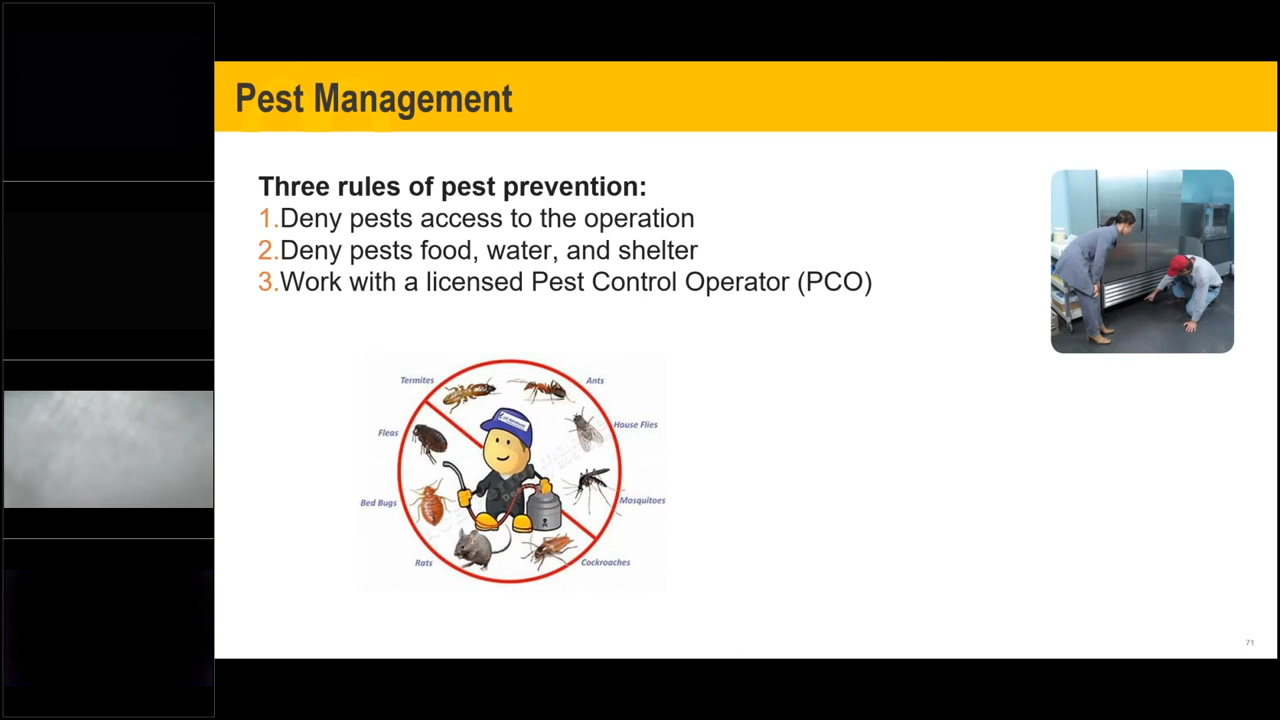 Pest Management
Three rules of pest prevention:
1.Deny pests access to the operation
2.Deny pests food, water, and shelter
3.Work with a licensed Pest Control Operator (PCO)
Termites
Ants
House Flies
Fleas
Mosquitoes
Bed Bugs
Rats
Cockroaches
71